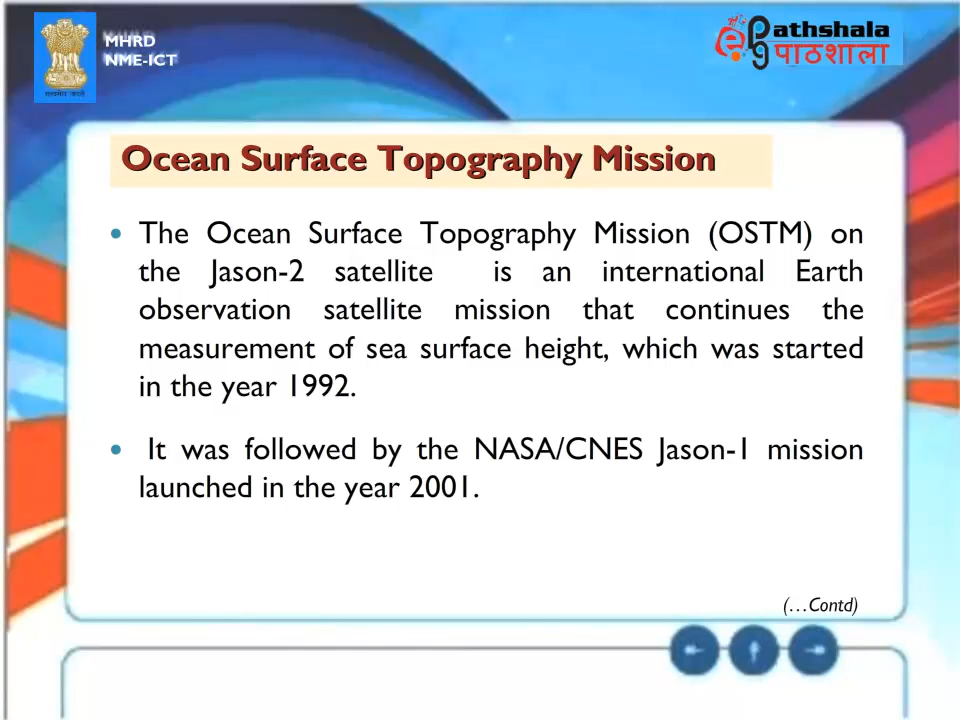 MHRD
NME-ICT
ePathshala
पाठशाला
Ocean Surface Topography Mission
• The Ocean Surface Topography Mission (OSTM) on
the Jason-2 satellite is an international Earth
observation satellite mission that continues the
measurement of sea surface height, which was started
in the year 1992.
• It was followed by the NASA/CNES Jason-1 mission
launched in the year 2001.
(…Contd)